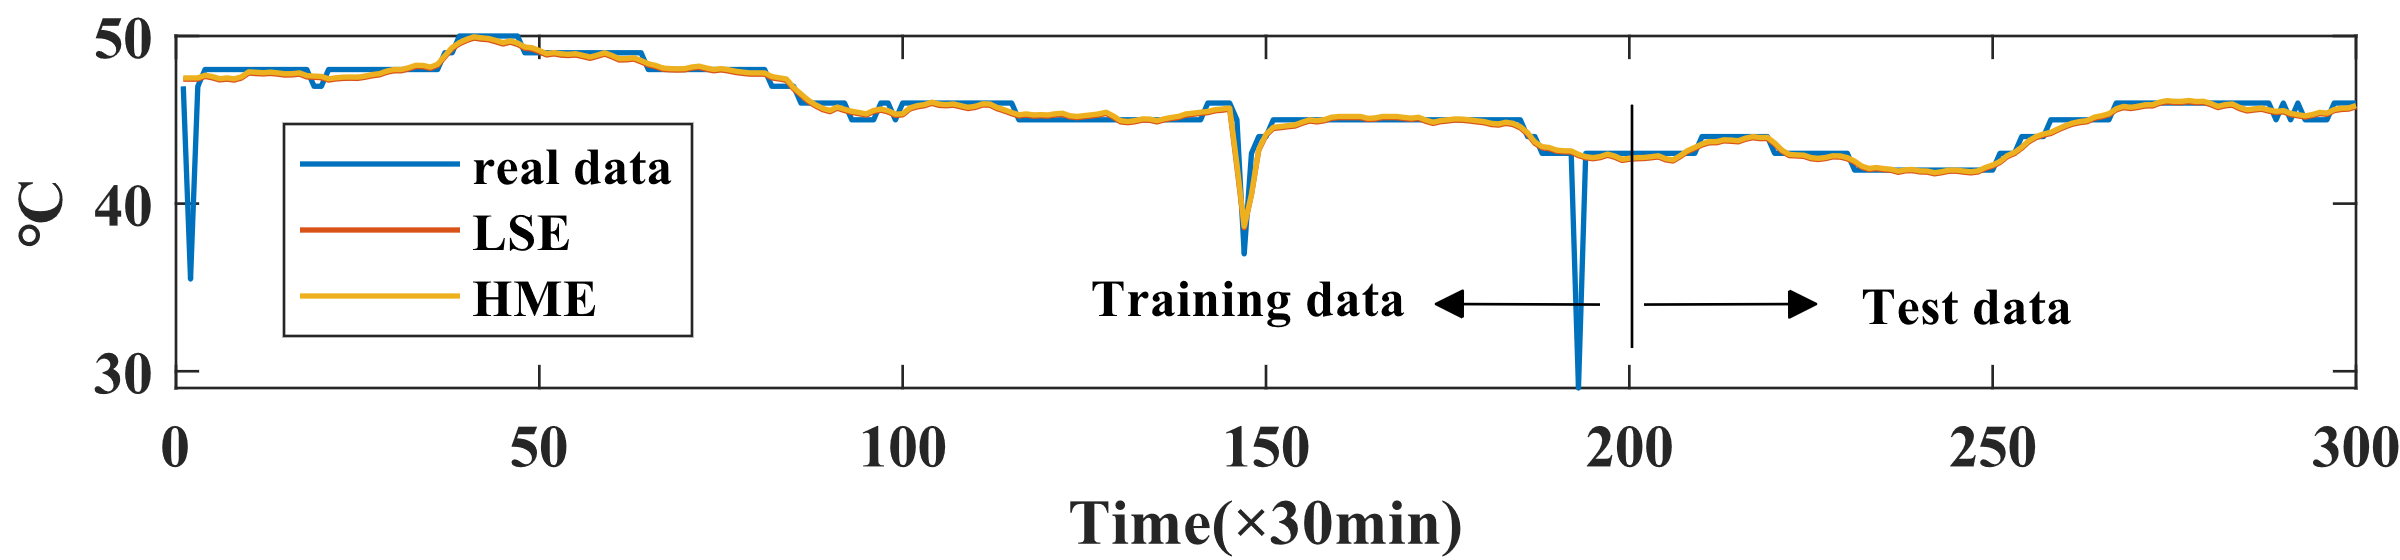 50
40
30
°C
real data
LSE
HME
Training data
Test data
0 50 100 150 200 250 300
Time(×30min)